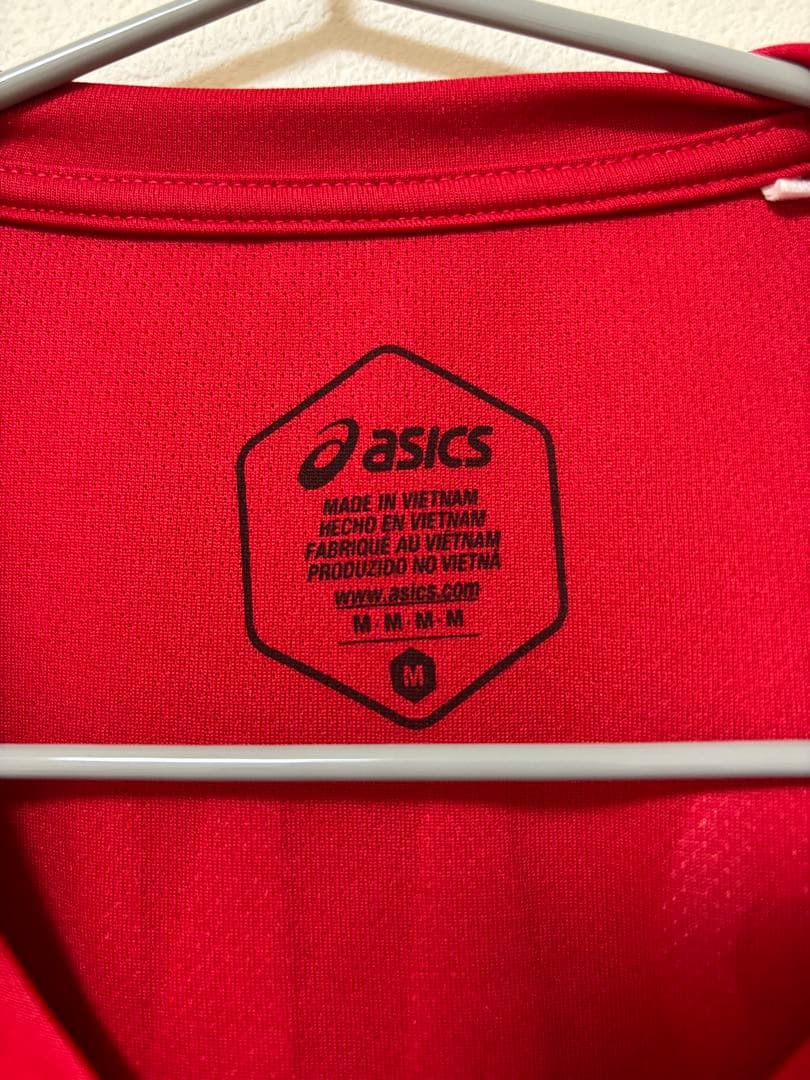 asics
MADE IN VIETNAM
HECHO EN VIETNAM
FABRIQUÉ AU VIETNAM
PRODUZIDO NO VIETNÃ
www.asics.com
M · M · M · M
M